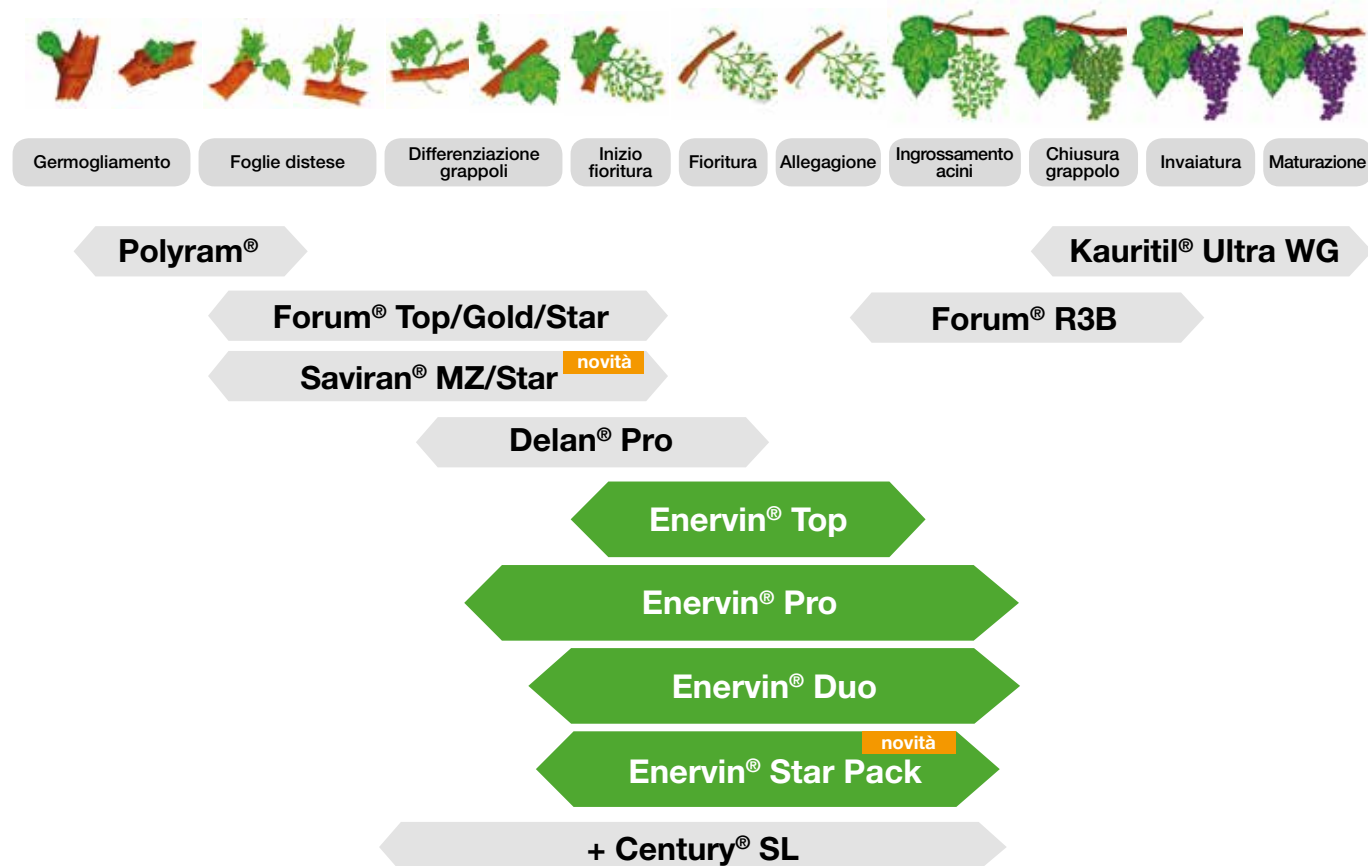 Germogliamento
Foglie distese
Differenziazione
grappoli
Inizio
fioritura
Fioritura
Allegagione
Ingrossamento
acini
Chiusura
grappolo
Invaiatura
Maturazione
Polyram®
Kauritil® Ultra WG
Forum® Top/Gold/Star
Forum® R3B
novità
Saviran® MZ/Star
Delan® Pro
Enervin® Top
Enervin® Pro
Enervin® Duo
novità
Enervin® Star Pack
+ Century® SL